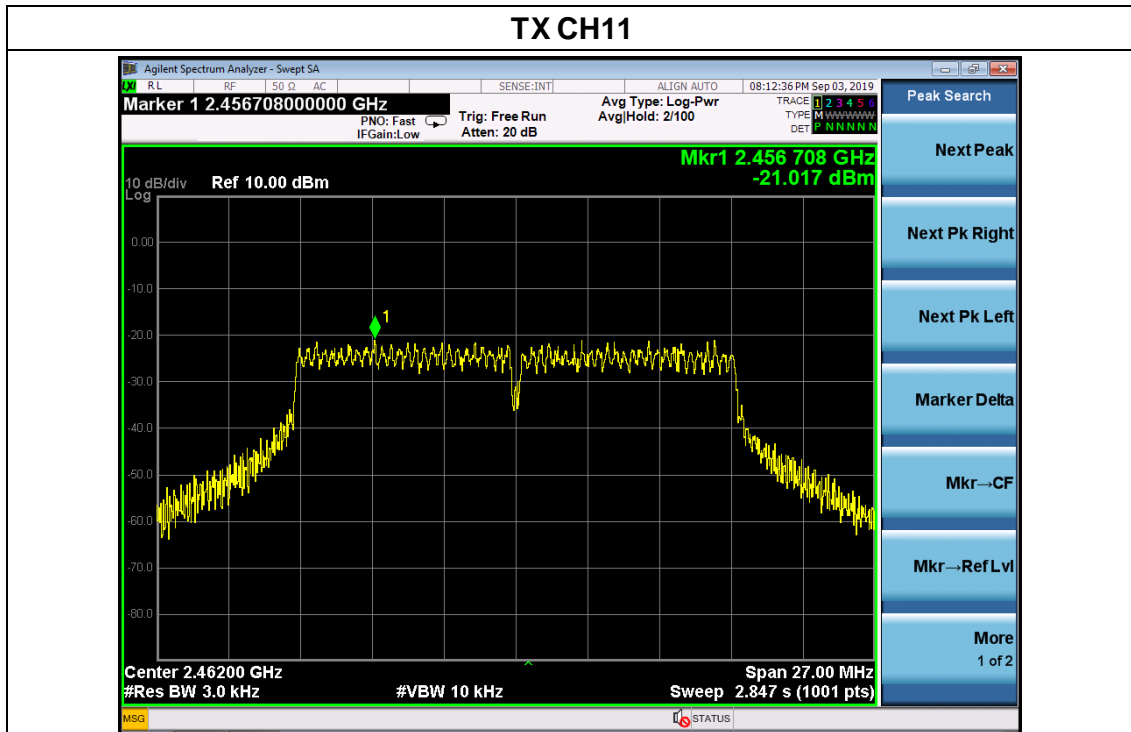 TX CH11
Agilent Spectrum Analyzer - Swept SA
LXI RL RF 50 Ω AC SENSE:INT ALIGN AUTO 08:12:36 PM Sep 03, 2019
Marker 1 2.456708000000 GHz
PNO: Fast
IFGain:Low
Trig: Free Run
Atten: 20 dB
Avg Type: Log-Pwr
Avg|Hold: 2/100
TRACE 1 2 3 4 5 6
TYPE M WWWWW
DET P N N N N N
Mkr1 2.456 708 GHz
-21.017 dBm
10 dB/div Ref 10.00 dBm
Log
0.00
-10.0
-20.0
-30.0
-40.0
-50.0
-60.0
-70.0
-80.0
1
Center 2.46200 GHz
Span 27.00 MHz
#Res BW 3.0 kHz
#VBW 10 kHz
Sweep 2.847 s (1001 pts)
MSG
STATUS
Peak Search
Next Peak
Next Pk Right
Next Pk Left
Marker Delta
Mkr→CF
Mkr→Ref Lvl
More
1 of 2